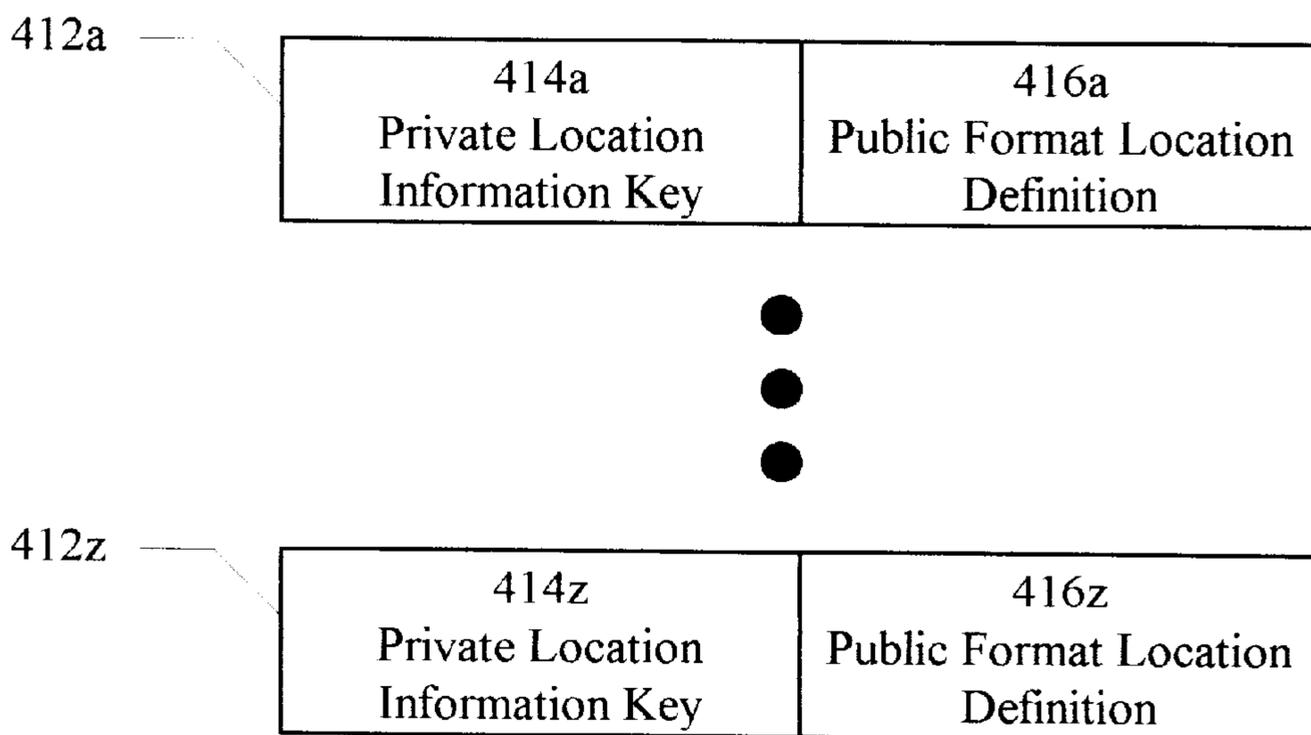 412a
414a
Private Location
Information Key
416a
Public Format Location
Definition
412z
414z
Private Location
Information Key
416z
Public Format Location
Definition